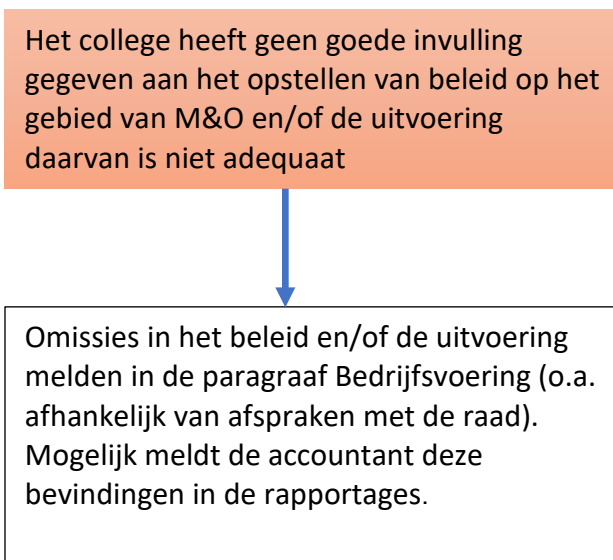 Het college heeft geen goede invulling
gegeven aan het opstellen van beleid op het
gebied van M&O en/of de uitvoering
daarvan is niet adequaat
Omissies in het beleid en/of de uitvoering
melden in de paragraaf Bedrijfsvoering (o.a.
afhankelijk van afspraken met de raad).
Mogelijk meldt de accountant deze
bevindingen in de rapportages.